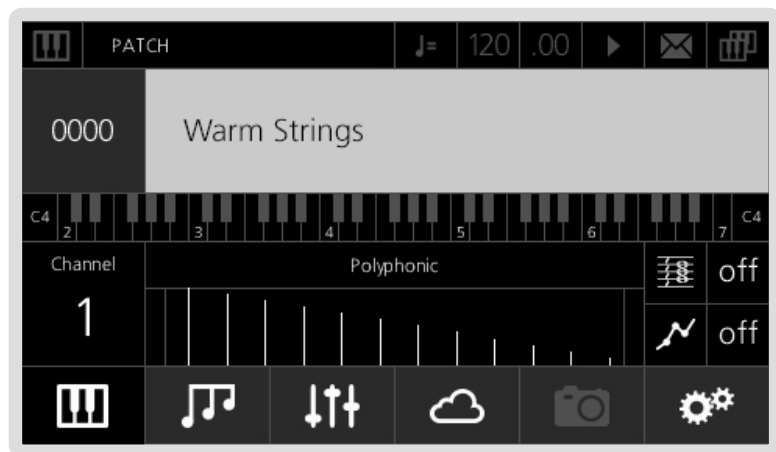 PATCH 120 .00
0000 Warm Strings
C4 2 3 4 5 6 7 C4
Channel Polyphonic off
1 off